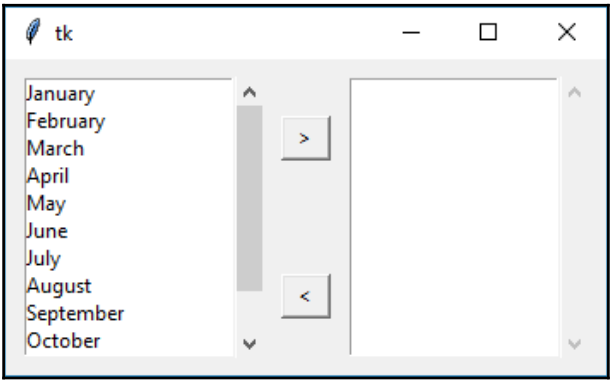 tk
January
February
March
April
May
June
July
August
September
October
>
<